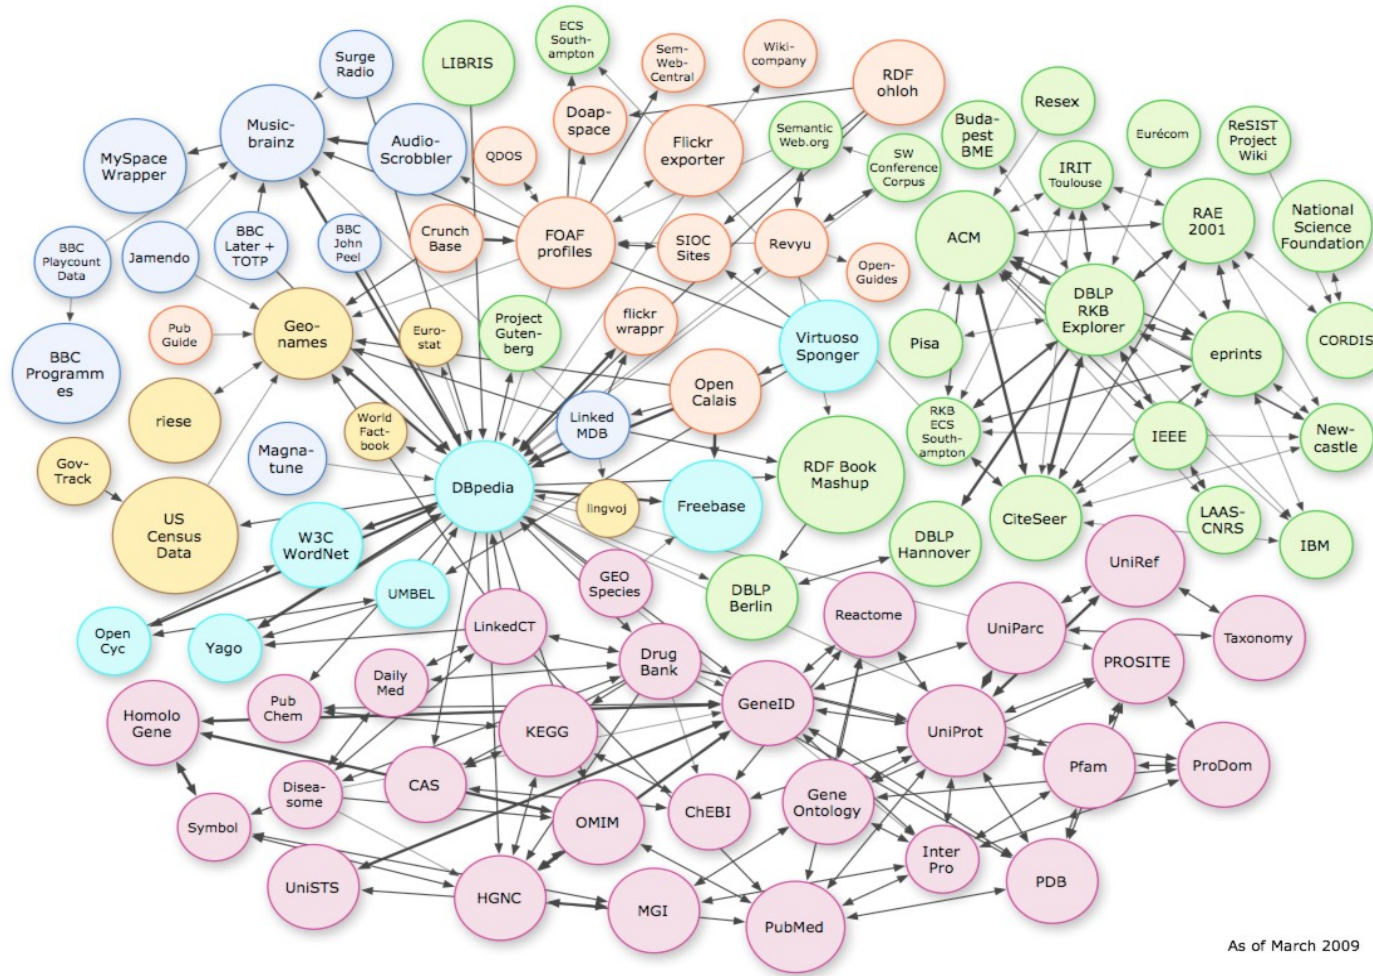 ECS
South-
ampton
Surge
Radio
LIBRIS
Sem-
Web-
Central
Wiki-
company
RDF
ohloh
Music-
brainz
Audio-
Scrobbler
MySpace
Wrapper
QDOS
Doap-
space
Flickr
exporter
Semantic
Web.org
SW
Conference
Corpus
Buda-
pest
BME
Resex
Eurécom
ReSIST
Project
Wiki
IRIT
Toulouse
RAE
2001
National
Science
Foundation
BBC
Playcount
Data
Jamendo
BBC
Later +
TOTP
BBC
John
Peel
Crunch
Base
FOAF
profiles
SIOC
Sites
Revyu
Open-
Guides
ACM
DBLP
RKB
Explorer
Pub
Guide
Geo-
names
Euro-
stat
Project
Guten-
berg
flickr
wrappr
Virtuoso
Sponger
Pisa
eprints
CORDIS
BBC
Programm
es
riese
World
Fact-
book
Linked
MDB
Open
Calais
RKB
ECS
South-
ampton
IEEE
New-
castle
Gov-
Track
Magna-
tune
DBpedia
lingvoj
Freebase
RDF Book
Mashup
US
Census
Data
W3C
WordNet
CiteSeer
LAAS-
CNRS
IBM
DBLP
Hannover
UMBEL
GEO
Species
DBLP
Berlin
Reactome
UniParc
UniRef
Taxonomy
Open
Cyc
Yago
LinkedCT
Drug
Bank
PROSITE
Daily
Med
Pub
Chem
Homolo
Gene
KEGG
GeneID
UniProt
Pfam
ProDom
Disea-
some
CAS
ChEBI
Gene
Ontology
Symbol
OMIM
Inter
Pro
UniSTS
HGNC
MGI
PubMed
PDB
As of March 2009